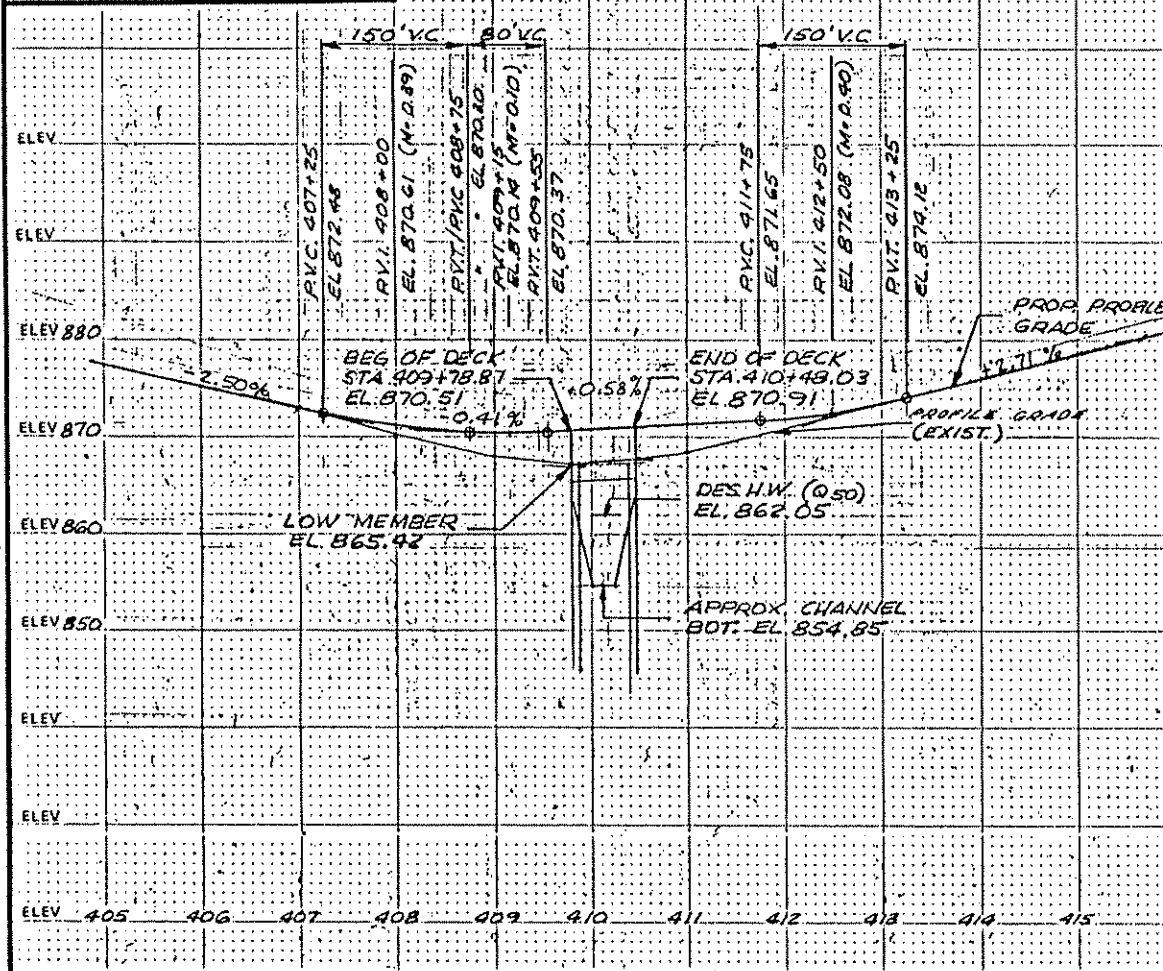 150' V.C.
80' V.C.
150' V.C.
P.V.C. 407+25
EL 872.48
P.V.I. 408+00
EL. 870.61 (M=0.39)
P.V.T./P.V.C. 408+75
" " EL 870.30
P.V.I. 409+15
EL. 870.14 (M=0.10)
P.V.T. 409+55
EL. 870.37
P.V.C. 411+75
EL. 871.65
P.V.I. 412+50
EL 872.08 (M=0.40)
P.V.T. 413+25
EL. 874.12
ELEV
ELEV
ELEV 880
PROP. PROFILE
GRADE
+2.71%
BEG OF DECK
STA. 409+78.87
EL. 870.51
END OF DECK
STA. 410+48.03
EL 870.91
-2.50%
+0.58%
-0.41%
ELEV 870
PROFILE GRADE
(EXIST.)
DES. H.W. (Q50)
EL. 862.05
LOW MEMBER
EL. 865.42
ELEV 860
APPROX. CHANNEL
BOT. EL 854.85
ELEV 850
ELEV
ELEV
ELEV 405 406 407 408 409 410 411 412 413 414 415